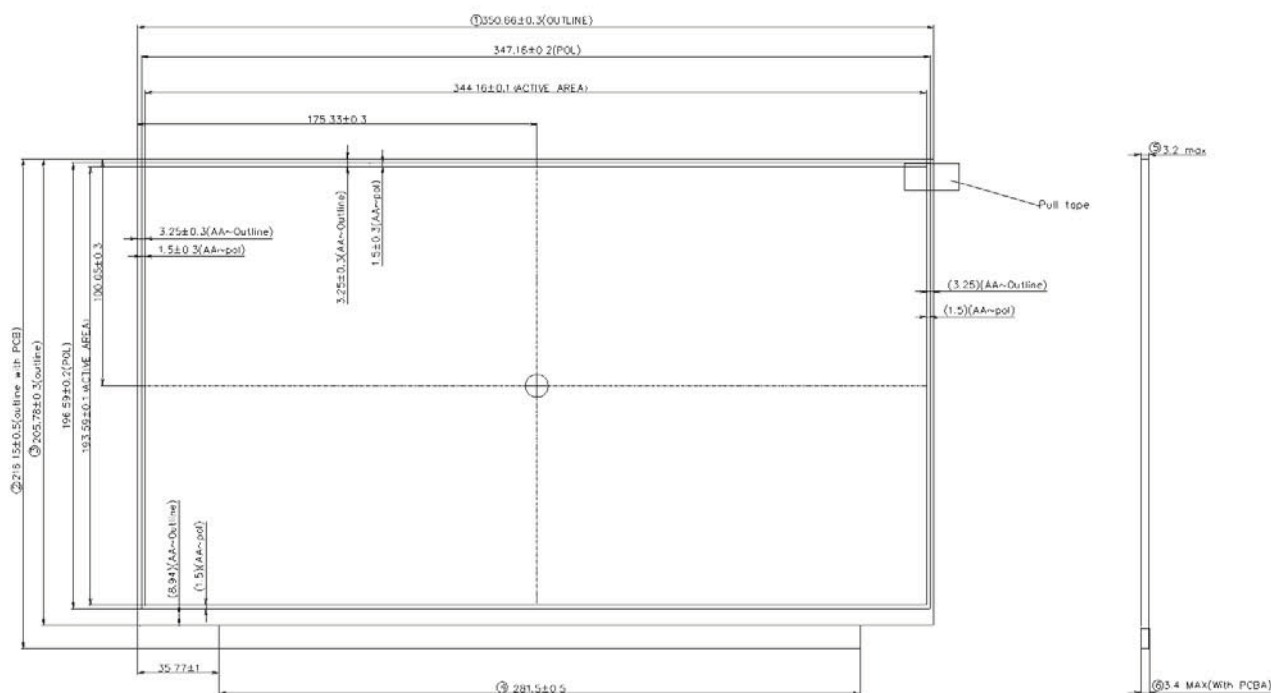 ①350.66±0.3(OUTLINE)
347.16±0.2(POL)
344.16±0.1(ACTIVE AREA)
175.33±0.3
⑤3.2 max
Pull tape
3.25±0.3(AA~Outline)
1.5±0.3(AA~pol)
3.25±0.3(AA~Outline)
1.5±0.3(AA~pol)
100.05±0.3
(3.25)(AA~Outline)
(1.5)(AA~pol)
②216.15±0.5(outline with PCB)
③205.78±0.3(outline)
196.59±0.2(POL)
193.59±0.1(ACTIVE AREA)
(8.94)(AA~Outline)
(1.5)(AA~pol)
35.77±1
④281.5±0.5
⑥3.4 MAX(With PCBA)